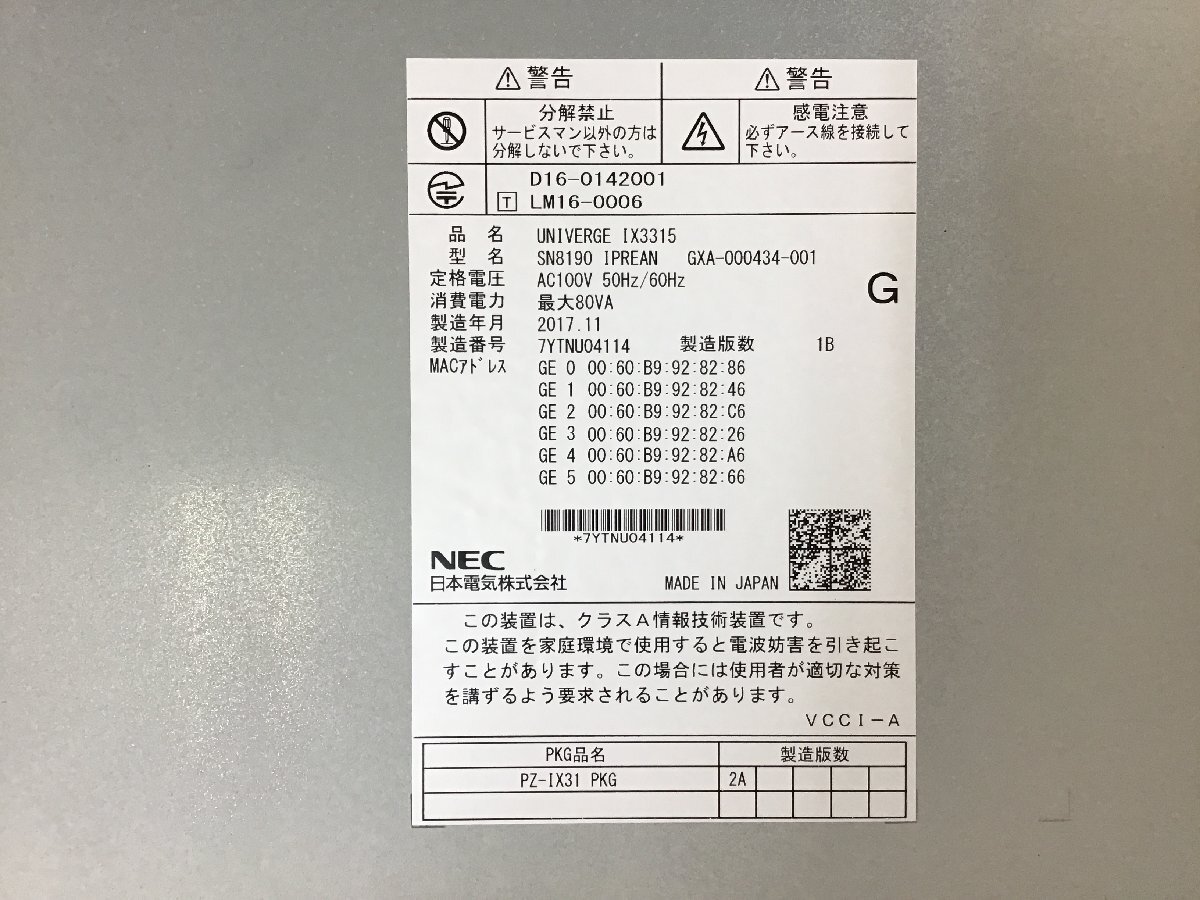 警告
警告
分解禁止
サービスマン以外の方は
分解しないで下さい。
感電注意
必ずアース線を接続して
下さい。
D16-0142001
T LM16-0006
品 名 UNIVERGE IX3315
型 名 SN8190 IPREAN GXA-000434-001
定格電圧 AC100V 50Hz/60Hz
G
消費電力 最大80VA
製造年月 2017.11
製造番号 7YTNU04114 製造版数 1B
MACアドレス GE 0 00:60:B9:92:82:86
GE 1 00:60:B9:92:82:46
GE 2 00:60:B9:92:82:C6
GE 3 00:60:B9:92:82:26
GE 4 00:60:B9:92:82:A6
GE 5 00:60:B9:92:82:66
*7YTNU04114*
NEC
日本電気株式会社 MADE IN JAPAN
この装置は、クラスA情報技術装置です。
この装置を家庭環境で使用すると電波妨害を引き起こ
すことがあります。この場合には使用者が適切な対策
を講ずるよう要求されることがあります。
VCCI-A
PKG品名 製造版数
PZ-IX31 PKG 2A